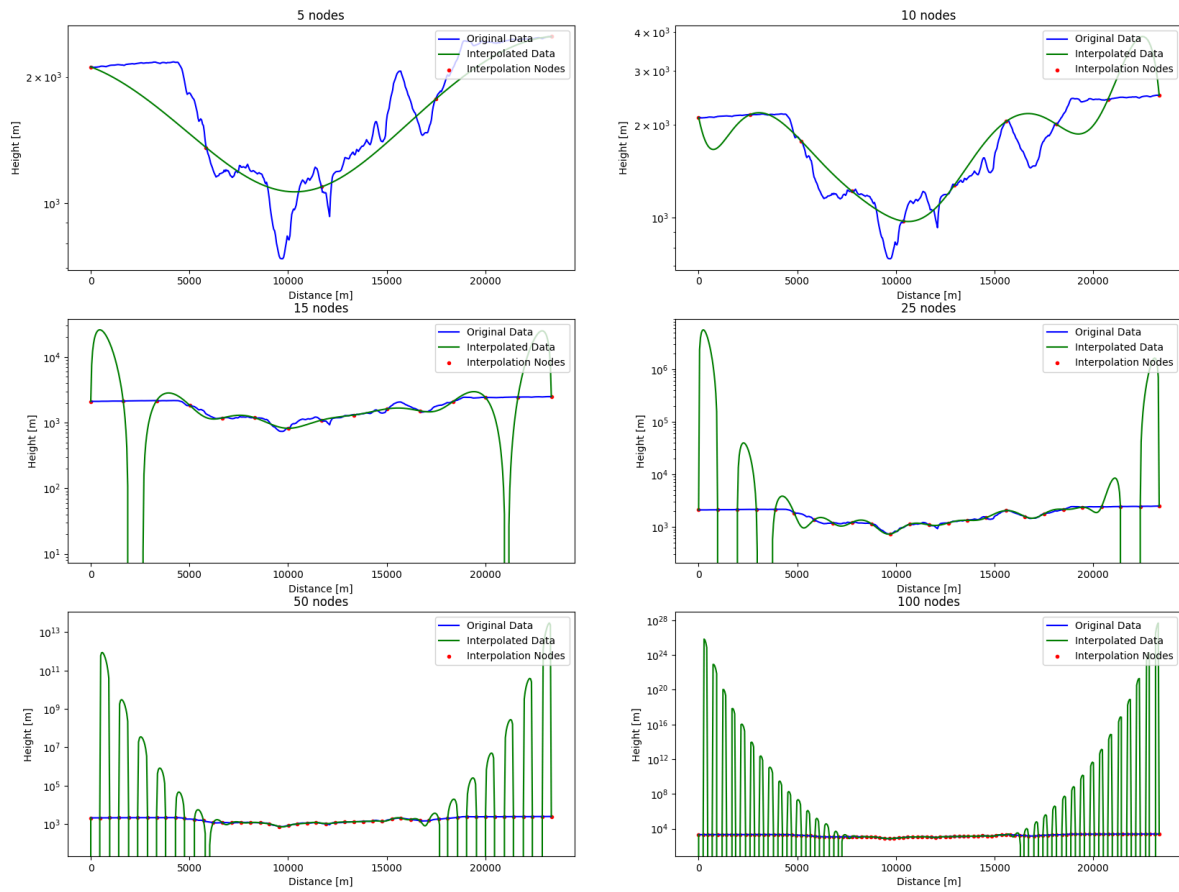 5 nodes
Height [m]
2 × 10³
10³
Original Data
Interpolated Data
Interpolation Nodes
0 5000 10000 15000 20000
Distance [m]
10 nodes
Height [m]
4 × 10³
3 × 10³
2 × 10³
10³
Original Data
Interpolated Data
Interpolation Nodes
0 5000 10000 15000 20000
Distance [m]
15 nodes
Height [m]
10⁴
10³
10²
10¹
Original Data
Interpolated Data
Interpolation Nodes
0 5000 10000 15000 20000
Distance [m]
25 nodes
Height [m]
10⁶
10⁵
10⁴
10³
Original Data
Interpolated Data
Interpolation Nodes
0 5000 10000 15000 20000
Distance [m]
50 nodes
Height [m]
10¹³
10¹¹
10⁹
10⁷
10⁵
10³
Original Data
Interpolated Data
Interpolation Nodes
0 5000 10000 15000 20000
Distance [m]
100 nodes
Height [m]
10²⁸
10²⁴
10²⁰
10¹⁶
10¹²
10⁸
10⁴
Original Data
Interpolated Data
Interpolation Nodes
0 5000 10000 15000 20000
Distance [m]